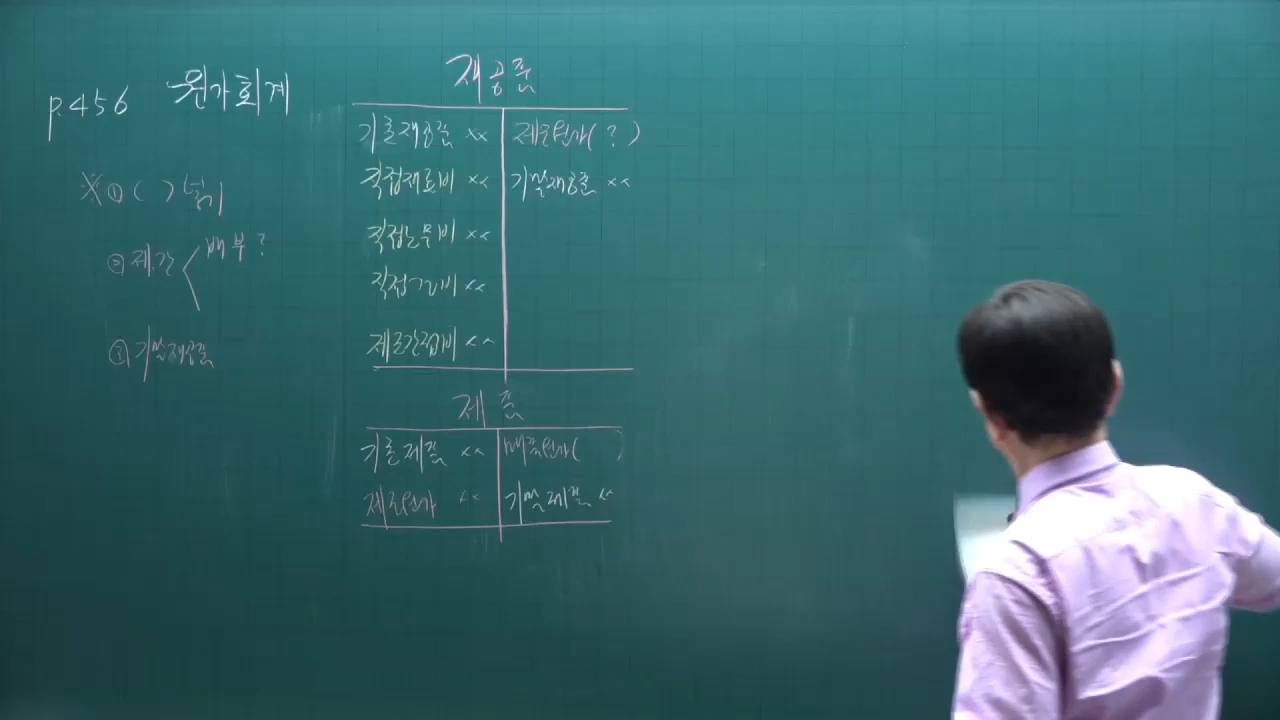 p.456 원가회계
※ ① ( ) 넣기
② 제.간 < 배부?
③ 기말재공품
재공품
기초재공품 ×× 제조원가( ? )
직접재료비 ×× 기말재공품 ××
직접노무비 ××
직접경비 ××
제조간접비 ××
제품
기초제품 ×× 매출원가( )
제조원가 ×× 기말제품 ××